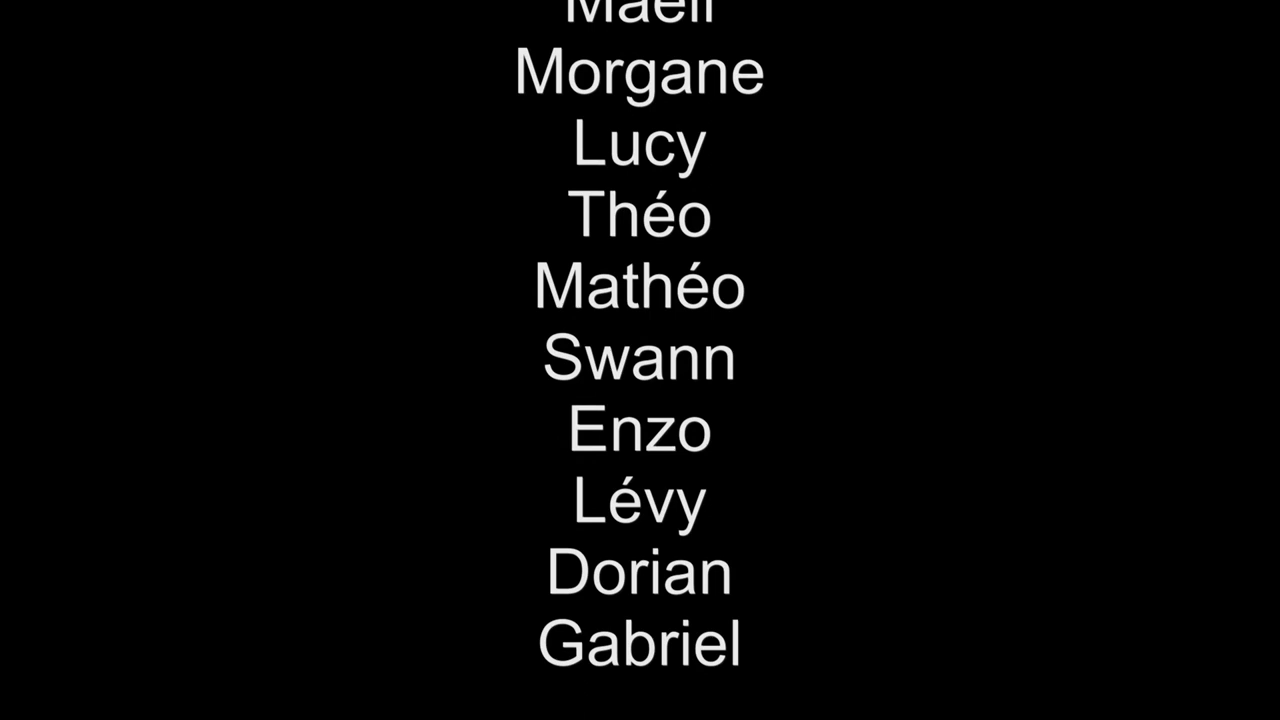 Morgane
Lucy
Théo
Mathéo
Swann
Enzo
Lévy
Dorian
Gabriel